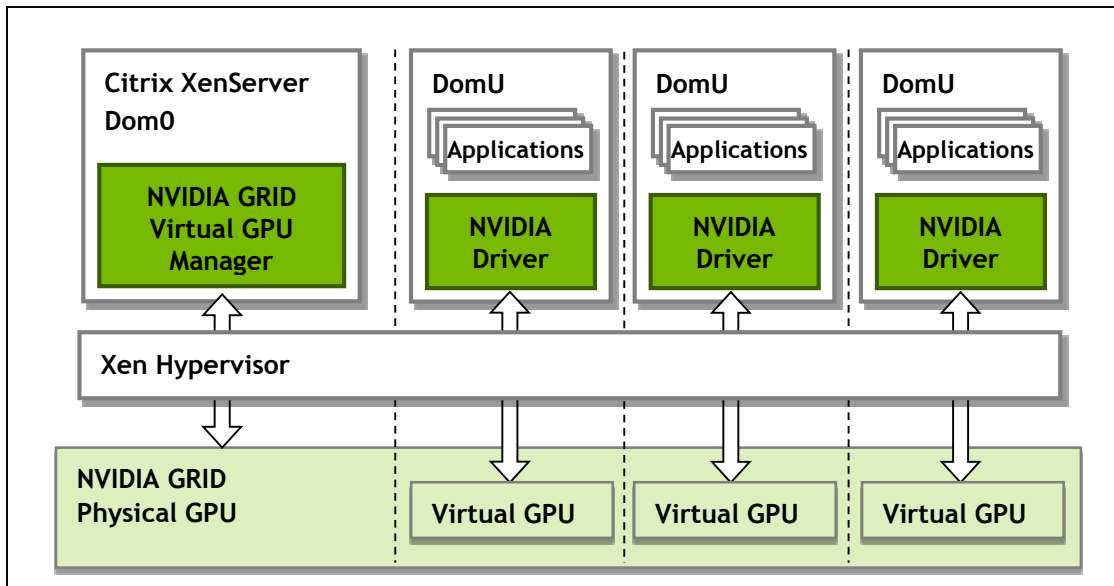 Citrix XenServer
Dom0
NVIDIA GRID
Virtual GPU
Manager
DomU
Applications
NVIDIA
Driver
DomU
Applications
NVIDIA
Driver
DomU
Applications
NVIDIA
Driver
Xen Hypervisor
NVIDIA GRID
Physical GPU
Virtual GPU
Virtual GPU
Virtual GPU